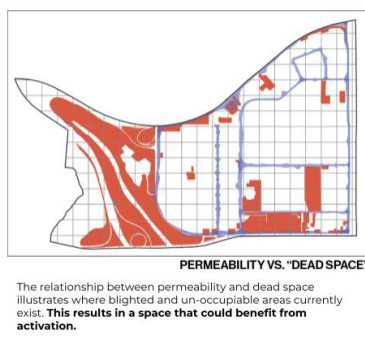 PERMEABILITY VS. "DEAD SPACE"
The relationship between permeability and dead space
illustrates where blighted and un-occupiable areas currently
exist. This results in a space that could benefit from
activation.